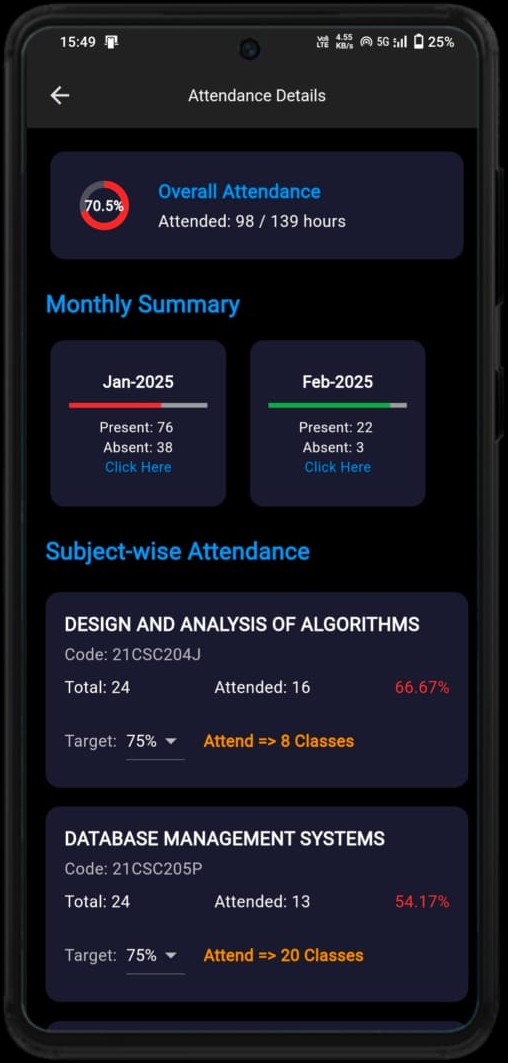 15:49 Vo) LTE 4.55 KB/s 5G 25%
Attendance Details
70.5%
Overall Attendance
Attended: 98 / 139 hours
Monthly Summary
Jan-2025
Present: 76
Absent: 38
Click Here
Feb-2025
Present: 22
Absent: 3
Click Here
Subject-wise Attendance
DESIGN AND ANALYSIS OF ALGORITHMS
Code: 21CSC204J
Total: 24 Attended: 16 66.67%
Target: 75% Attend => 8 Classes
DATABASE MANAGEMENT SYSTEMS
Code: 21CSC205P
Total: 24 Attended: 13 54.17%
Target: 75% Attend => 20 Classes